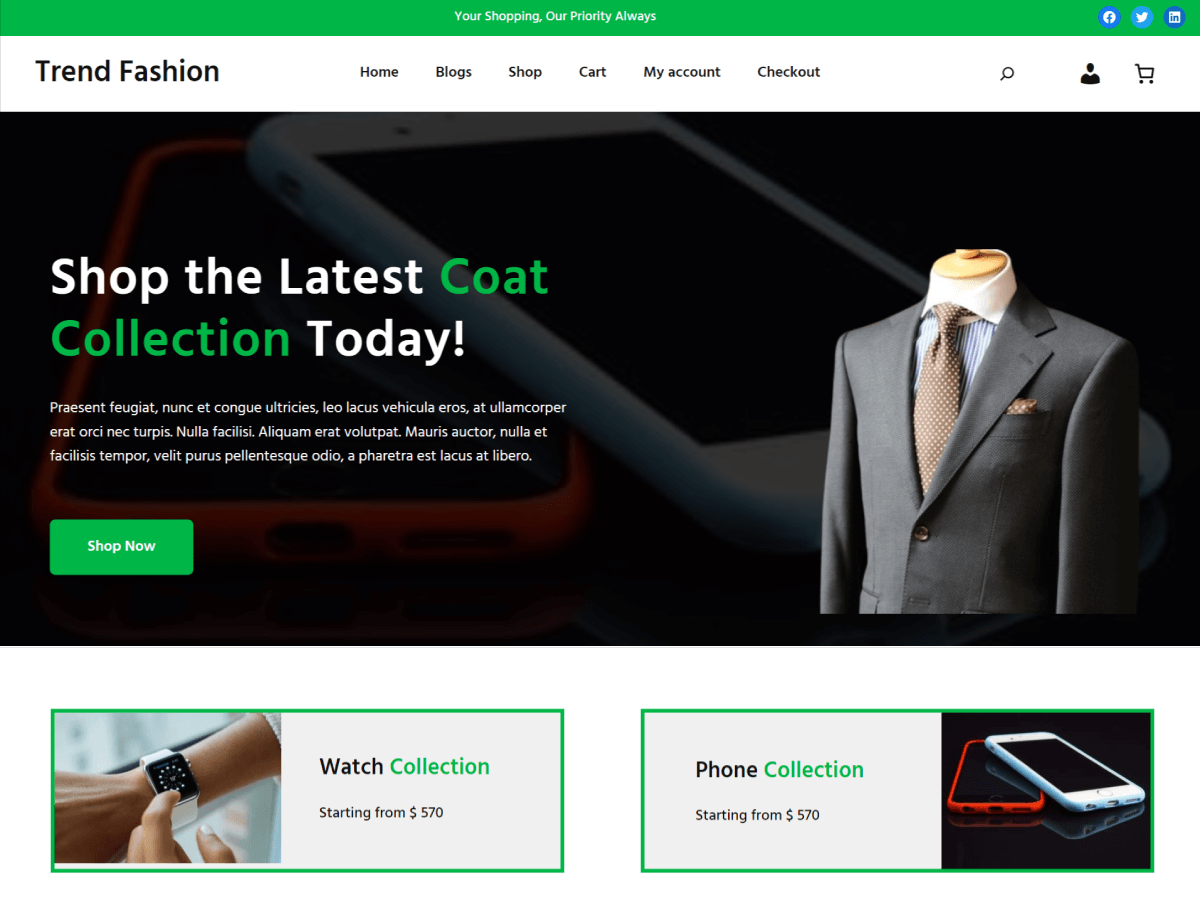 Your Shopping, Our Priority Always
Trend Fashion
Home Blogs Shop Cart My account Checkout
Shop the Latest Coat
Collection Today!
Praesent feugiat, nunc et congue ultricies, leo lacus vehicula eros, at ullamcorper
erat orci nec turpis. Nulla facilisi. Aliquam erat volutpat. Mauris auctor, nulla et
facilisis tempor, velit purus pellentesque odio, a pharetra est lacus at libero.
Shop Now
Watch Collection
Starting from $ 570
Phone Collection
Starting from $ 570